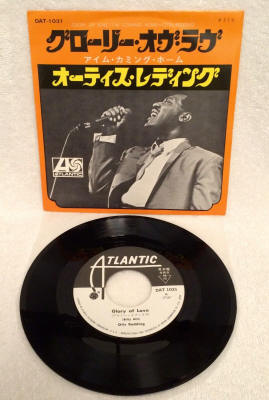 DAT-1031
グローリー・オヴ・ラヴ
アイム・カミング・ホーム
オーティス・レディング
ATLANTIC
ATLANTIC
DAT 1031
Glory of Love
Otis Redding